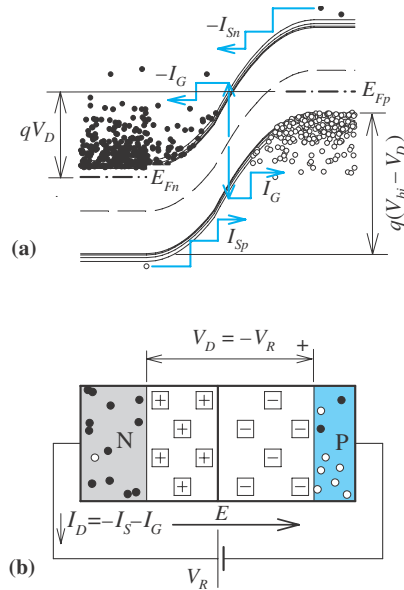 −I_Sn
−I_G
E_Fp
qV_D
E_Fn
I_G
q(V_bi − V_D)
I_Sp
(a)
V_D = −V_R
+
N
P
I_D=−I_S−I_G
E
V_R
(b)